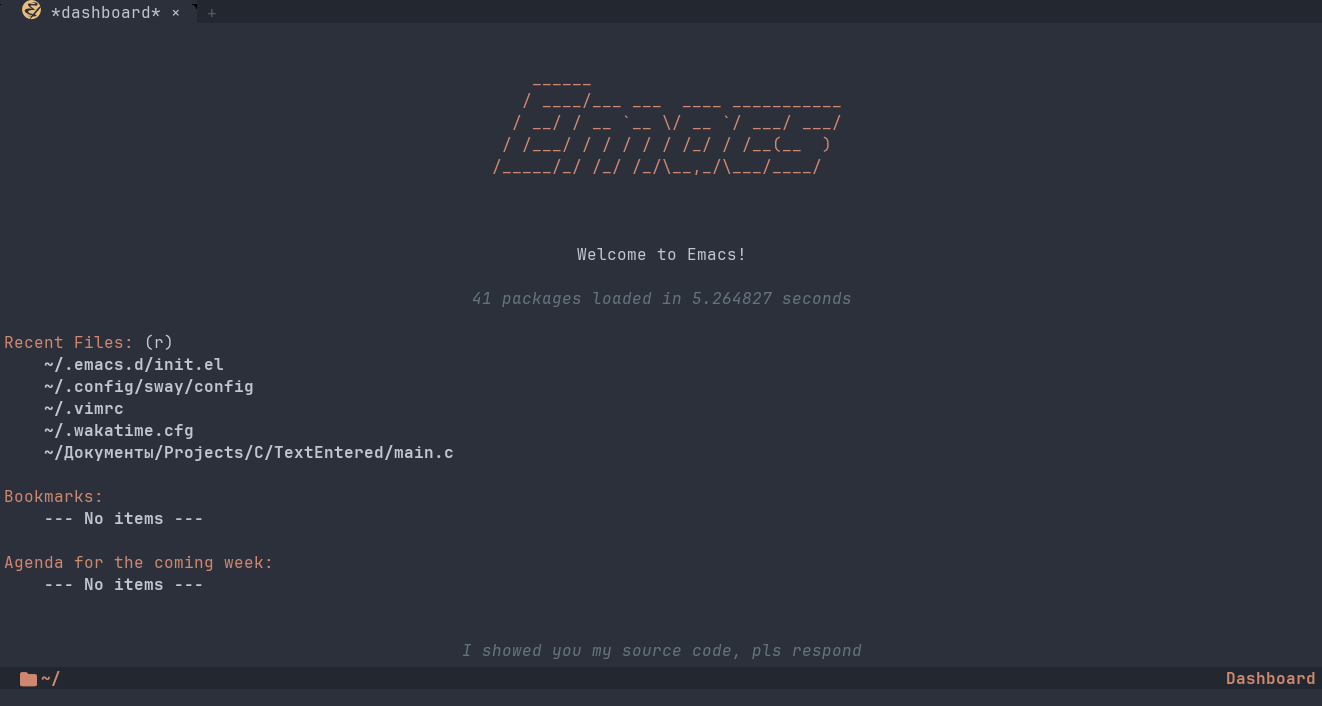 *dashboard* × +
    ______
   / ____/___ ___  ____ ___________
  / __/ / __ `__ \/ __ `/ ___/ ___/
 / /___/ / / / / / /_/ / /__(__  )
/_____/_/ /_/ /_/\__,_/\___/____/
Welcome to Emacs!
41 packages loaded in 5.264827 seconds
Recent Files: (r)
~/.emacs.d/init.el
~/.config/sway/config
~/.vimrc
~/.wakatime.cfg
~/Документы/Projects/C/TextEntered/main.c
Bookmarks:
--- No items ---
Agenda for the coming week:
--- No items ---
I showed you my source code, pls respond
~/ Dashboard